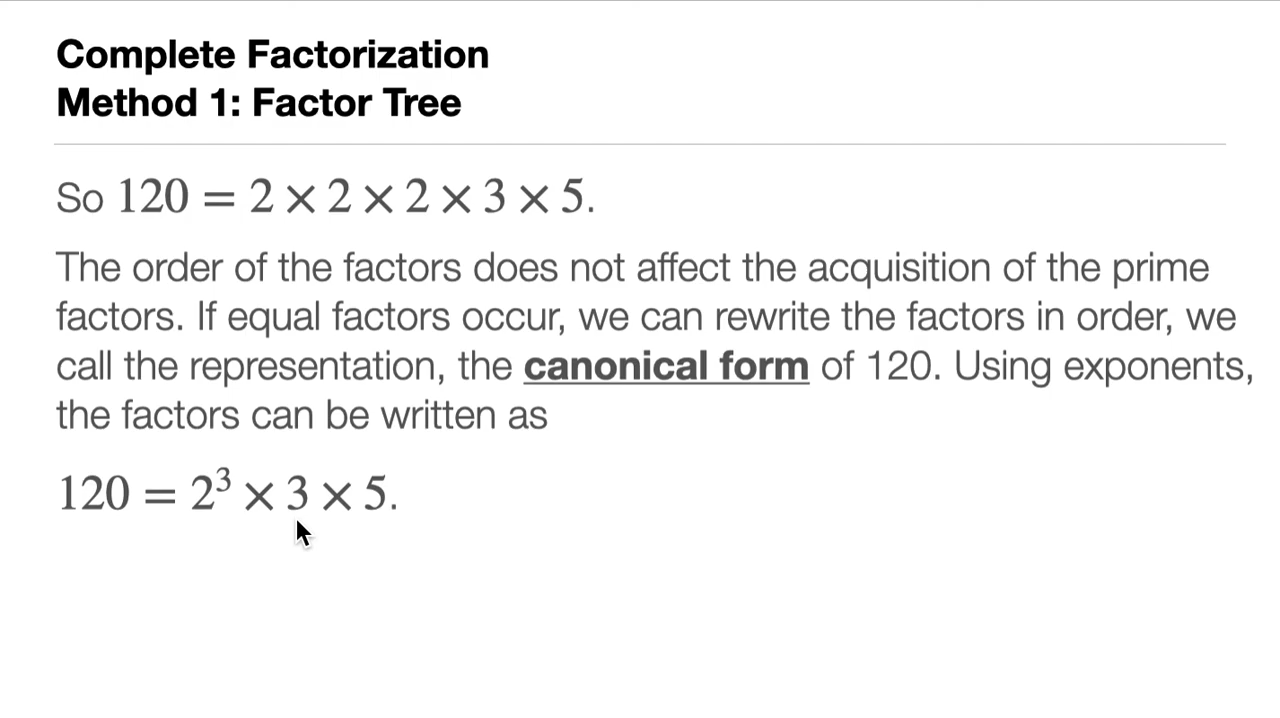 Complete Factorization
Method 1: Factor Tree
So 120 = 2 × 2 × 2 × 3 × 5.
The order of the factors does not affect the acquisition of the prime
factors. If equal factors occur, we can rewrite the factors in order, we
call the representation, the canonical form of 120. Using exponents,
the factors can be written as
120 = 2³ × 3 × 5.